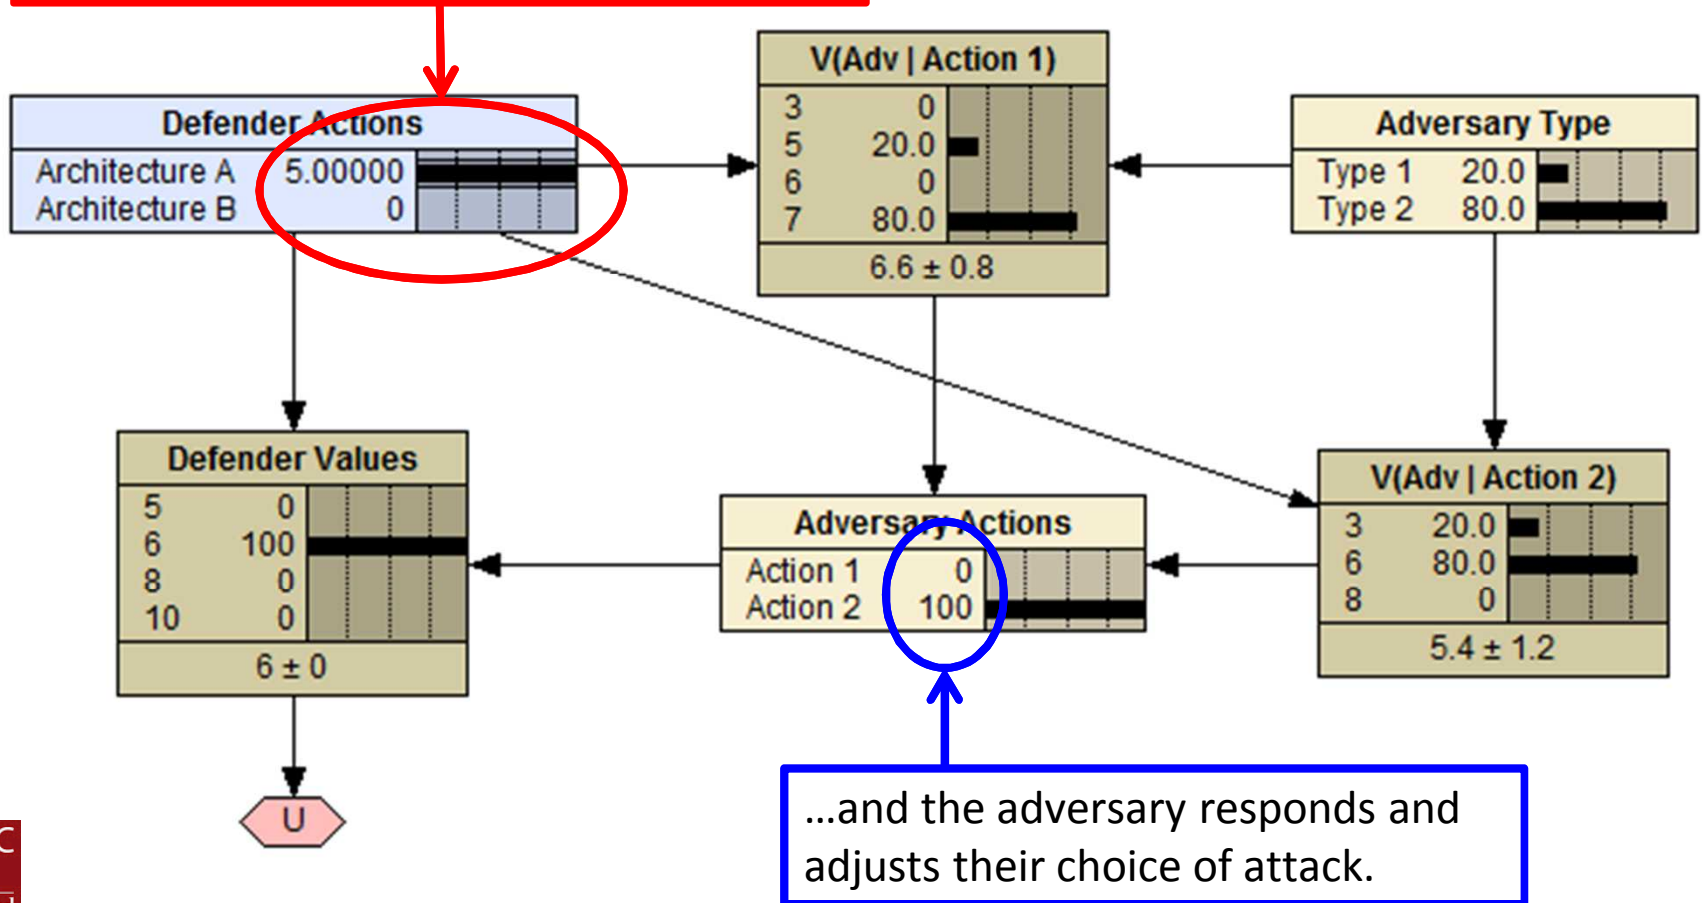 V(Adv | Action 1)
3 0
5 20.0
6 0
7 80.0
6.6 ± 0.8
Defender Actions
Architecture A 5.00000
Architecture B 0
Adversary Type
Type 1 20.0
Type 2 80.0
Defender Values
5 0
6 100
8 0
10 0
6 ± 0
Adversary Actions
Action 1 0
Action 2 100
V(Adv | Action 2)
3 20.0
6 80.0
8 0
5.4 ± 1.2
U
...and the adversary responds and
adjusts their choice of attack.
C